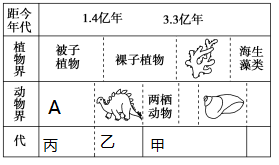 距今年代 1.4亿年 3.3亿年
植物界 被子植物 裸子植物 海生藻类
动物界 A 两栖动物
代 丙 乙 甲